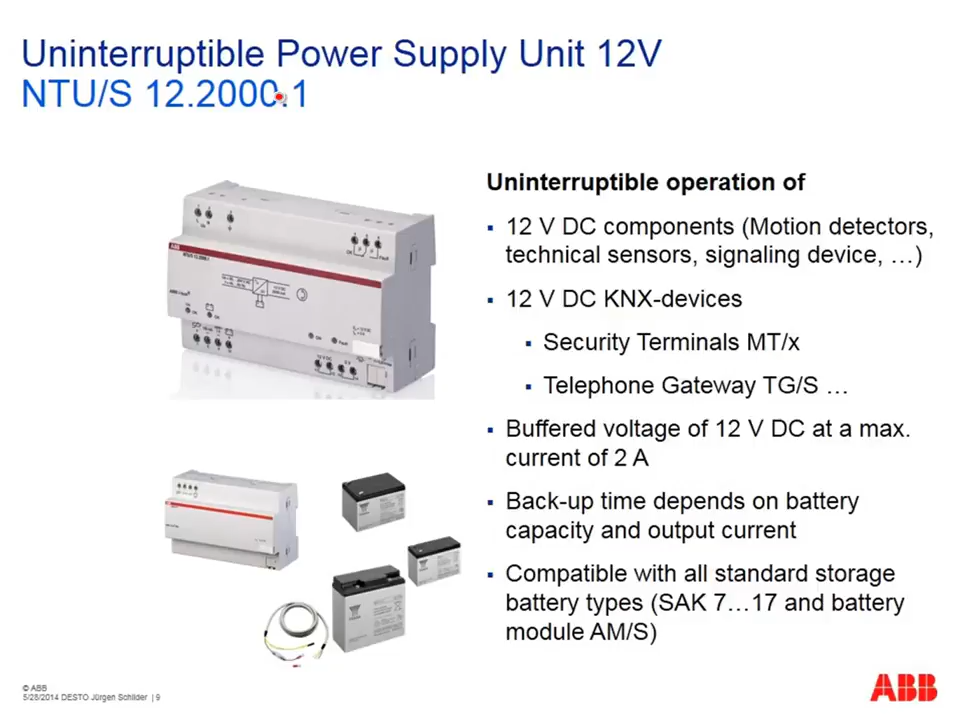 Uninterruptible Power Supply Unit 12V
NTU/S 12.2000.1
Uninterruptible operation of
12 V DC components (Motion detectors,
technical sensors, signaling device, …)
12 V DC KNX-devices
Security Terminals MT/x
Telephone Gateway TG/S …
Buffered voltage of 12 V DC at a max.
current of 2 A
Back-up time depends on battery
capacity and output current
Compatible with all standard storage
battery types (SAK 7…17 and battery
module AM/S)
ABB
© ABB
5/28/2014 DESTO Jürgen Schilder | 9
ABB